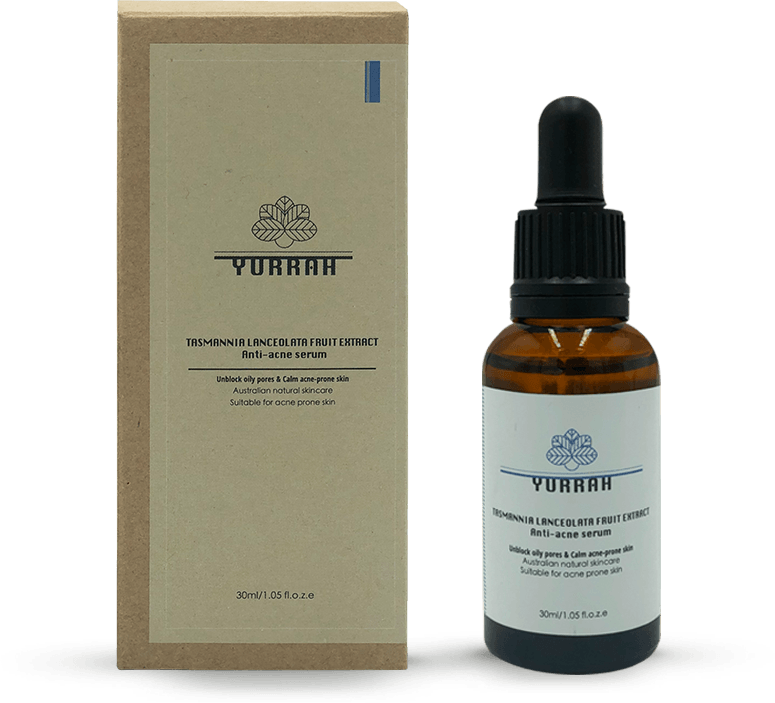 YURRAH
TASMANNIA LANCEOLATA FRUIT EXTRACT
Anti-acne serum
Unblock oily pores & Calm acne-prone skin
Australian natural skincare
Suitable for acne prone skin
30ml/1.05 fl.o.z.e
YURRAH
TASMANNIA LANCEOLATA FRUIT EXTRACT
Anti-acne serum
Unblock oily pores & Calm acne-prone skin
Australian natural skincare
Suitable for acne prone skin
30ml/1.05 fl.o.z.e